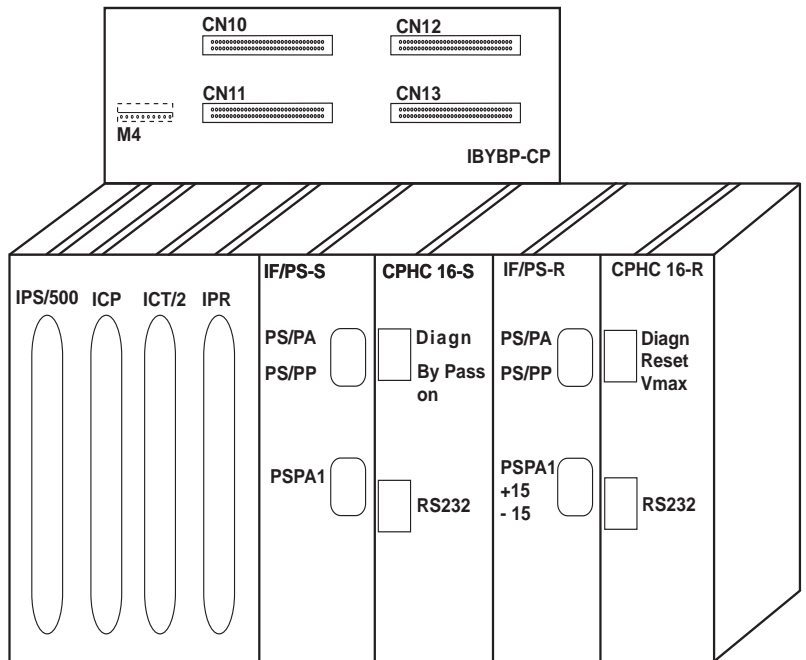 CN10
CN12
CN11
CN13
M4
IBYBP-CP
IF/PS-S
CPHC 16-S
IF/PS-R
CPHC 16-R
IPS/500
ICP
ICT/2
IPR
PS/PA
PS/PP
Diagn
By Pass
on
PS/PA
PS/PP
Diagn
Reset
Vmax
PSPA1
RS232
PSPA1
+15
- 15
RS232